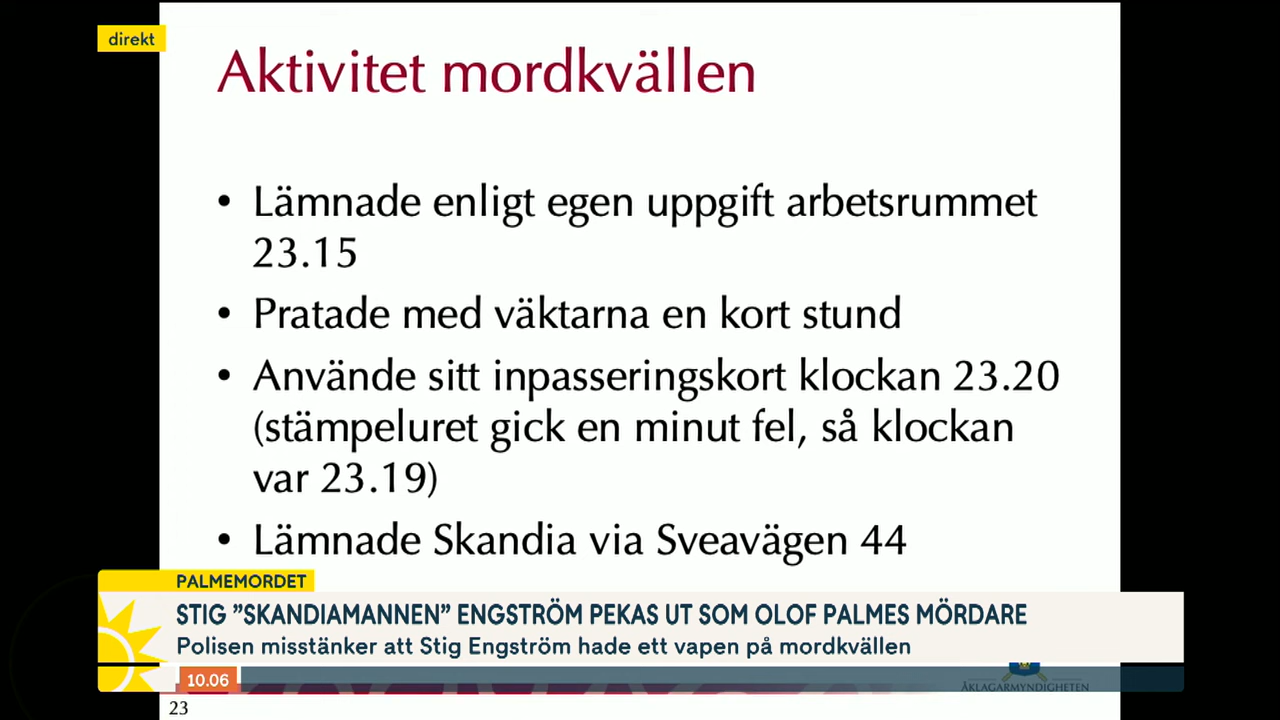 direkt
Aktivitet mordkvällen
• Lämnade enligt egen uppgift arbetsrummet
23.15
• Pratade med väktarna en kort stund
• Använde sitt inpasseringskort klockan 23.20
(stämpeluret gick en minut fel, så klockan
var 23.19)
• Lämnade Skandia via Sveavägen 44
PALMEMORDET
STIG ”SKANDIAMANNEN” ENGSTRÖM PEKAS UT SOM OLOF PALMES MÖRDARE
Polisen misstänker att Stig Engström hade ett vapen på mordkvällen
10.06
ÅKLAGARMYNDIGHETEN
23